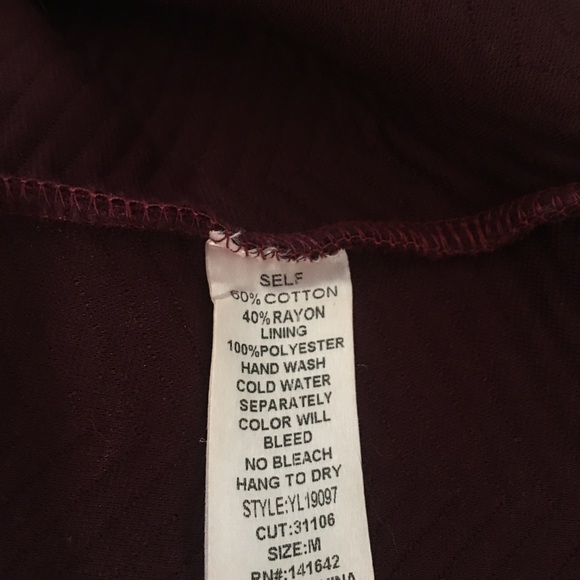 SELF
60% COTTON
40% RAYON
LINING
100% POLYESTER
HAND WASH
COLD WATER
SEPARATELY
COLOR WILL
BLEED
NO BLEACH
HANG TO DRY
STYLE:YL19097
CUT:31106
SIZE:M
RN#:141642